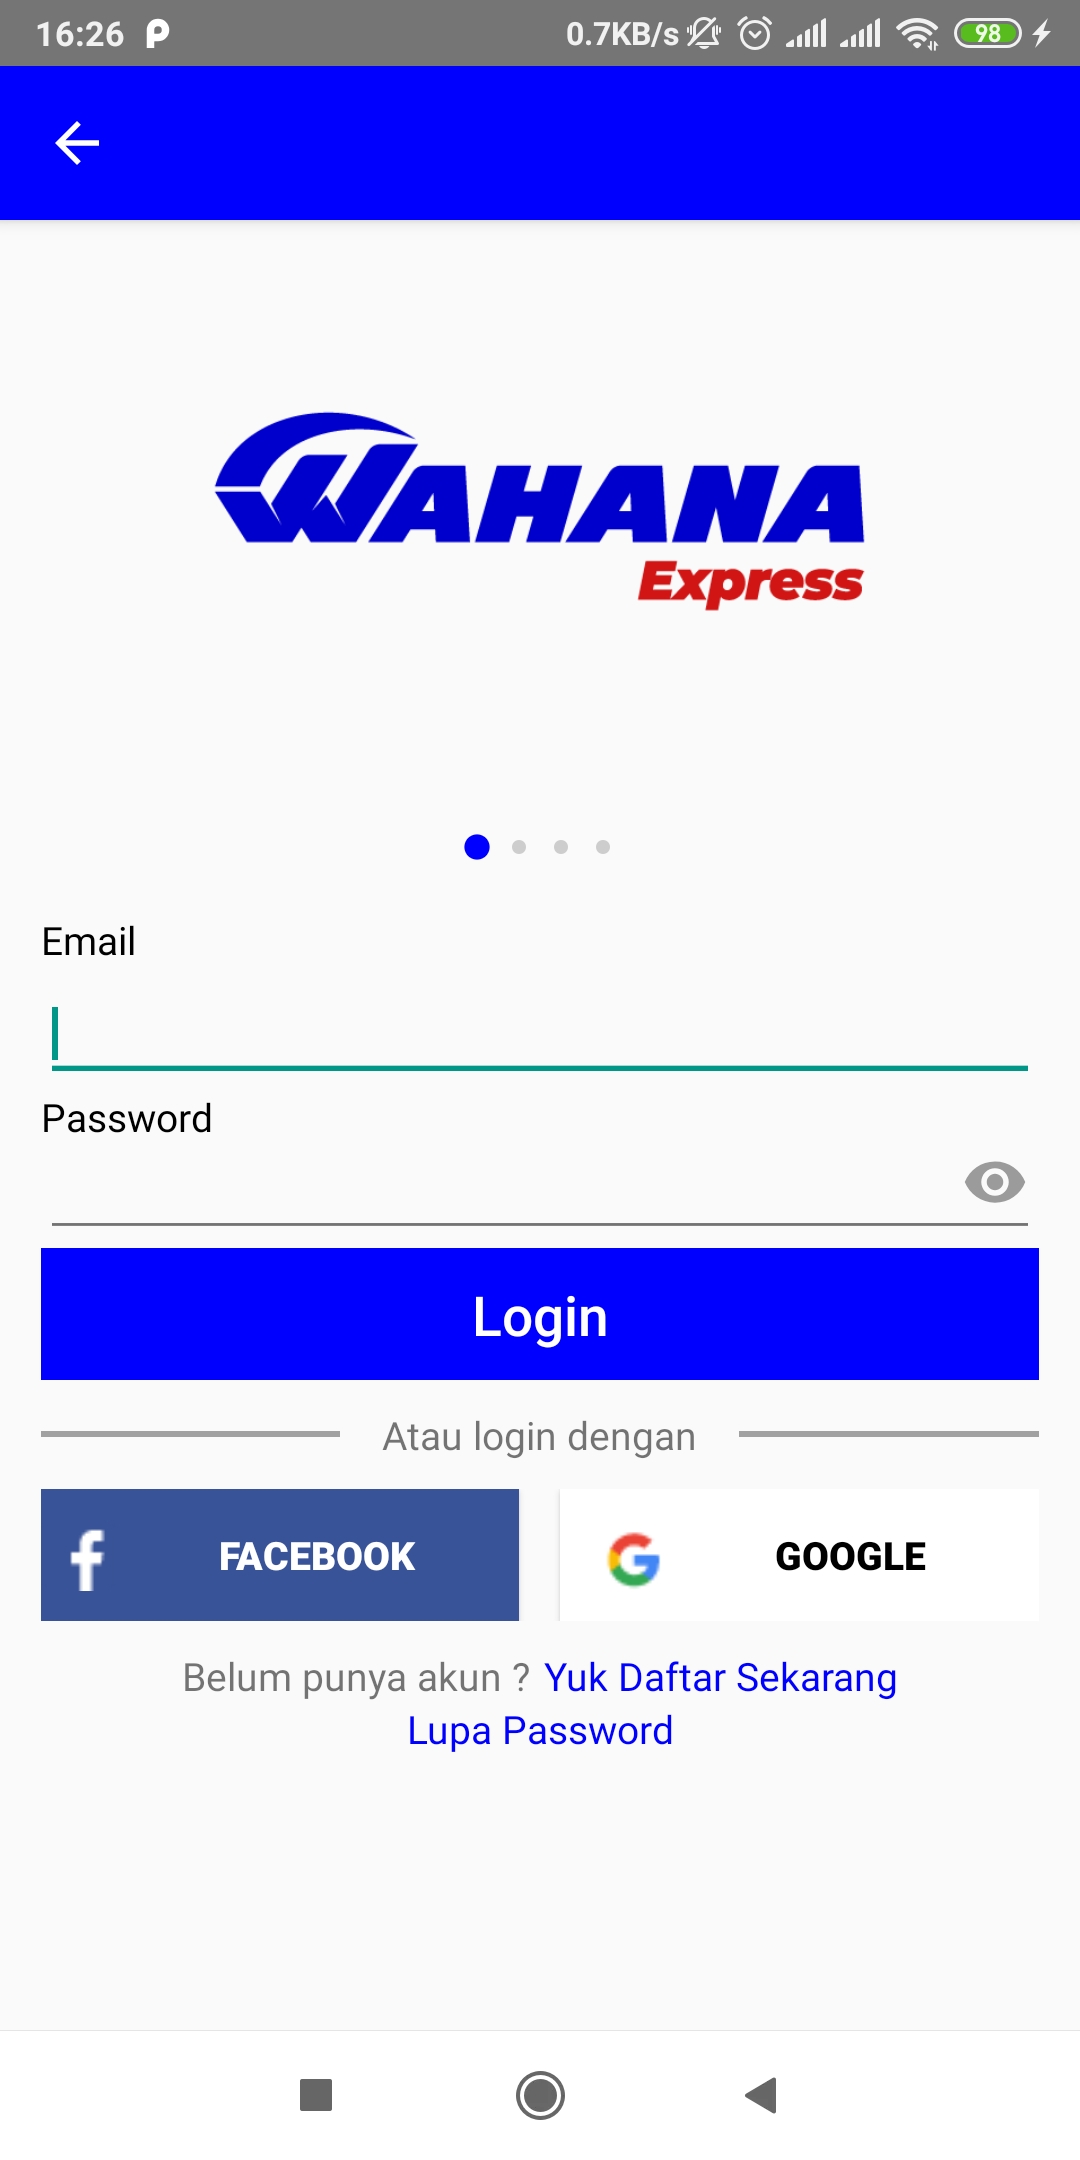 16:26 0.7KB/s 98
WAHANA
Express
Email
Password
Login
Atau login dengan
FACEBOOK GOOGLE
Belum punya akun ? Yuk Daftar Sekarang
Lupa Password